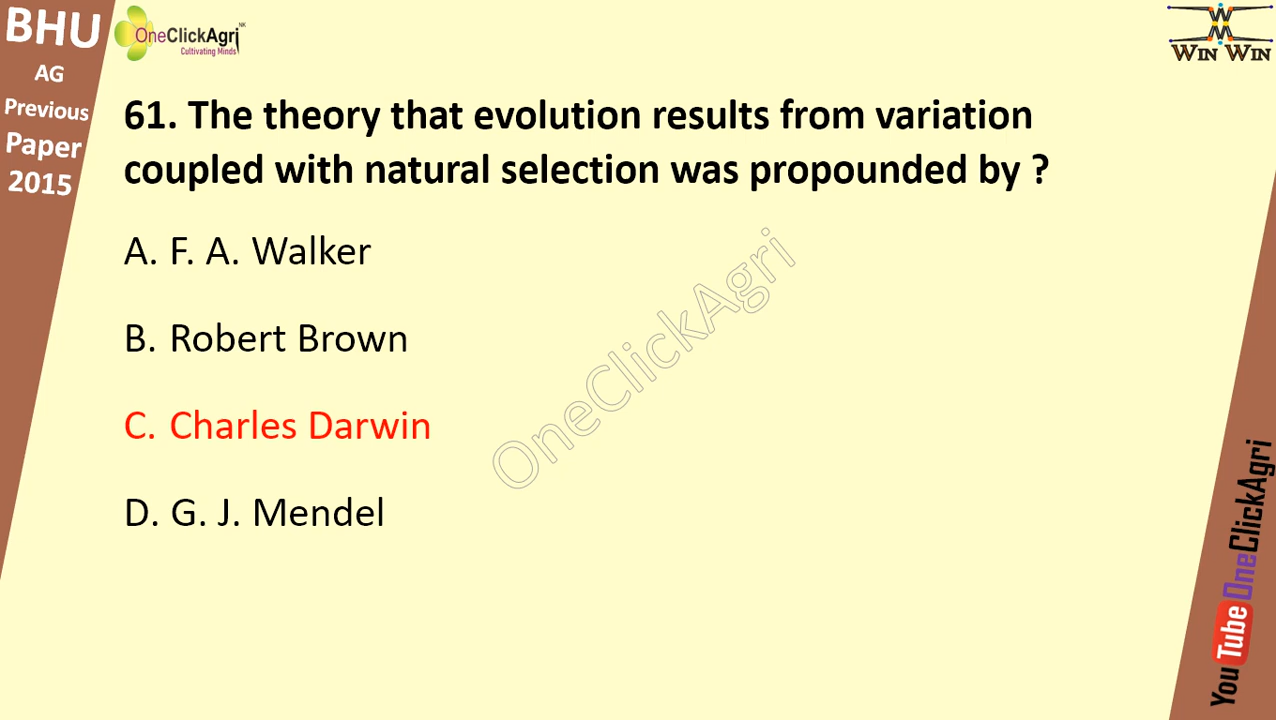 BHU
AG
Previous
Paper
2015
OneClickAgri NK
Cultivating Minds
WIN WIN
61. The theory that evolution results from variation
coupled with natural selection was propounded by ?
A. F. A. Walker
B. Robert Brown
C. Charles Darwin
D. G. J. Mendel
OneClickAgri
YouTube OneClickAgri